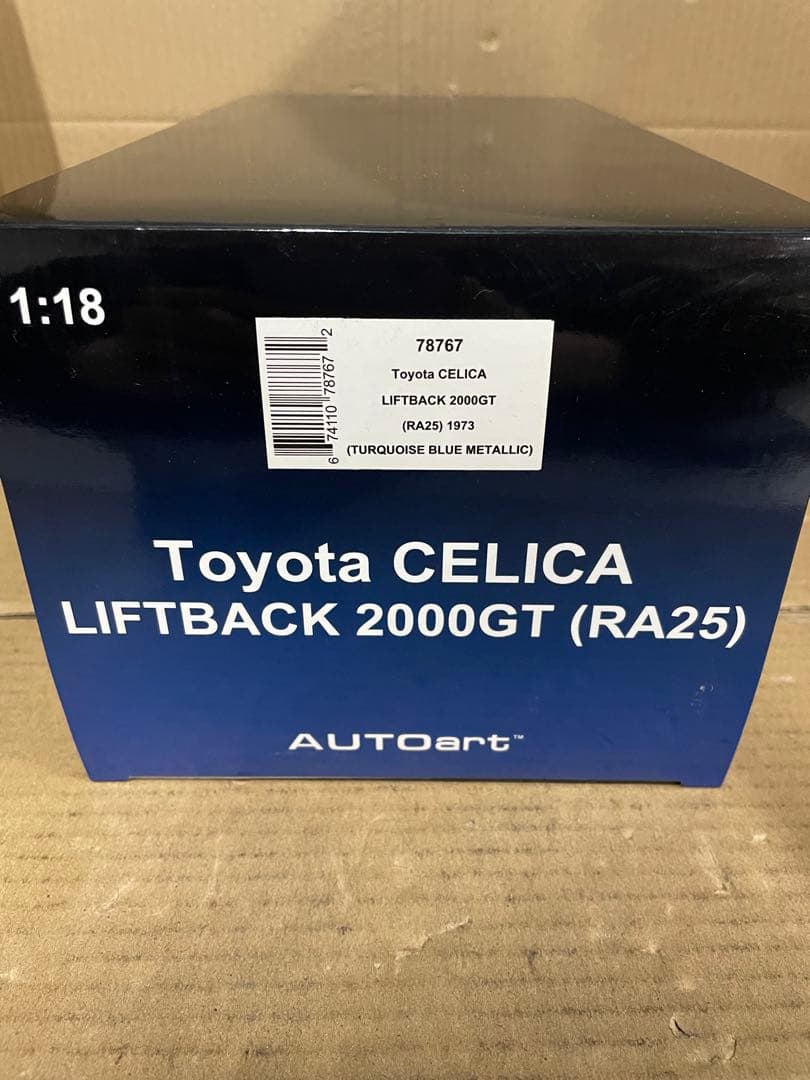 1:18
78767
Toyota CELICA
LIFTBACK 2000GT
(RA25) 1973
(TURQUOISE BLUE METALLIC)
6 74110 78767 2
Toyota CELICA
LIFTBACK 2000GT (RA25)
AUTOart™